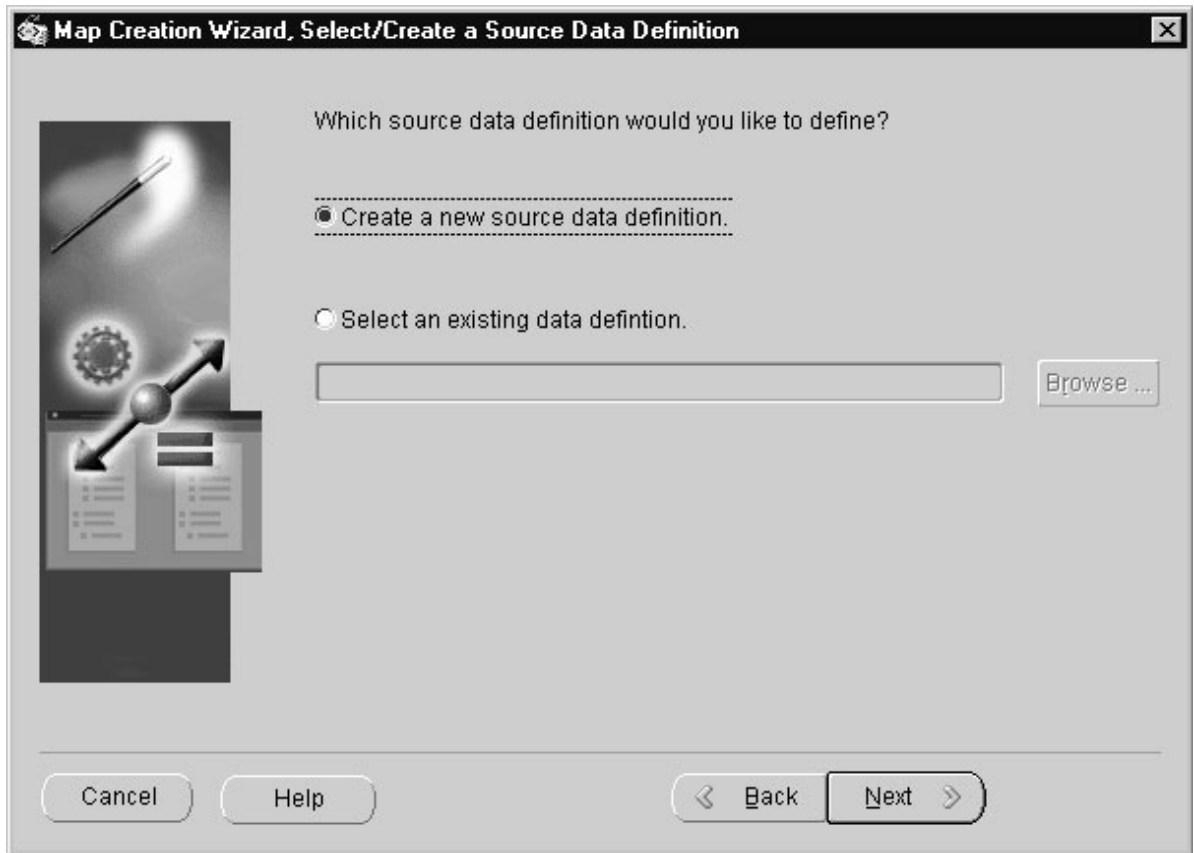 Map Creation Wizard, Select/Create a Source Data Definition
Which source data definition would you like to define?
Create a new source data definition.
Select an existing data defintion.
Browse ...
Cancel
Help
Back
Next